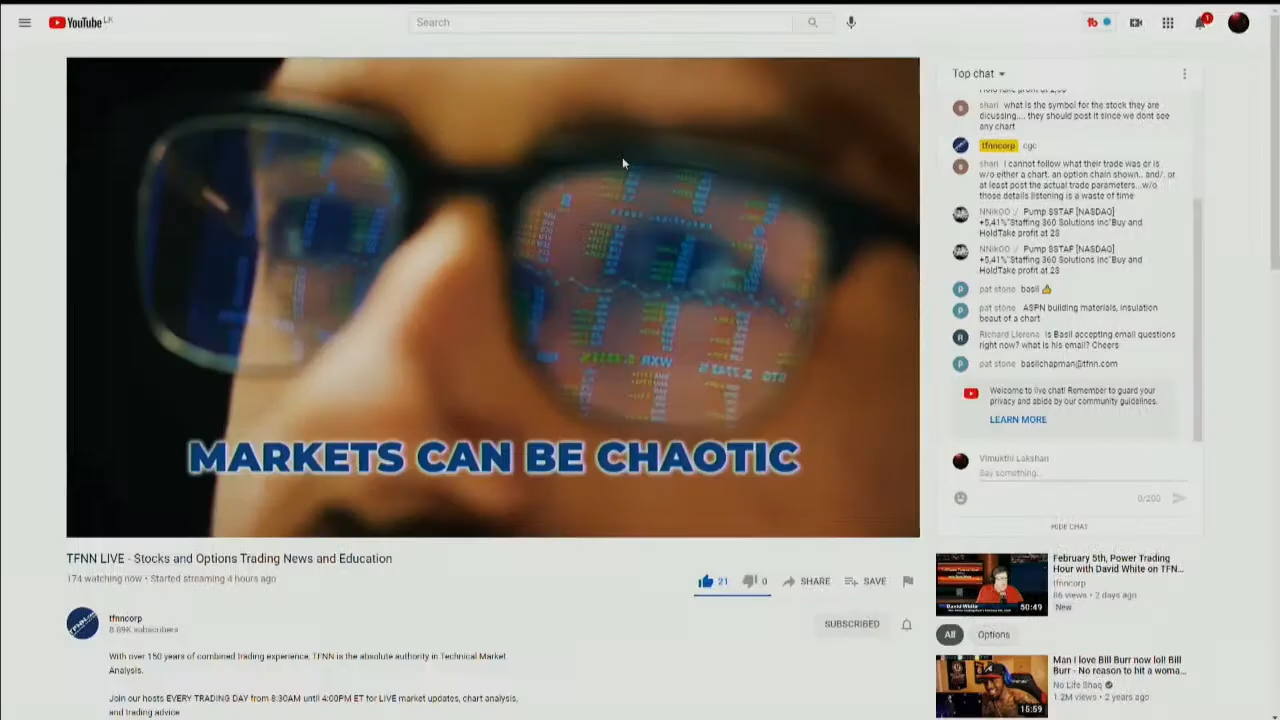 YouTube LK
Search
1
Top chat
shari what is the symbol for the stock they are
dicussing.... they should post it since we dont see
any chart
tfnncorp cgc
shari I cannot follow what their trade was or is
w/o either a chart. an option chain shown.. and/. or
at least post the actual trade parameters...w/o
those details listening is a waste of time
NNiKOO :/ Pump $STAF [NASDAQ]
+5,41%"Staffing 360 Solutions Inc"Buy and
HoldTake profit at 2$
NNiKOO :/ Pump $STAF [NASDAQ]
+5,41%"Staffing 360 Solutions Inc"Buy and
HoldTake profit at 2$
pat stone basil 👍
pat stone ASPN building materials, insulation
beaut of a chart
Richard Llerena Is Basil accepting email questions
right now? what is his email? Cheers
pat stone basilchapman@tfnn.com
Welcome to live chat! Remember to guard your
privacy and abide by our community guidelines.
LEARN MORE
Vimukthi Lakshan
Say something...
0/200
HIDE CHAT
MARKETS CAN BE CHAOTIC
TFNN LIVE - Stocks and Options Trading News and Education
174 watching now • Started streaming 4 hours ago
21
0
SHARE
SAVE
tfnncorp
8.89K subscribers
SUBSCRIBED
With over 150 years of combined trading experience, TFNN is the absolute authority in Technical Market
Analysis.
Join our hosts EVERY TRADING DAY from 8:30AM until 4:00PM ET for LIVE market updates, chart analysis,
and trading advice
February 5th, Power Trading
Hour with David White on TFN...
tfnncorp
86 views • 2 days ago
New
David White
50:49
All
Options
Man I love Bill Burr now lol! Bill
Burr - No reason to hit a woma...
No Life Shaq
1.2M views • 2 years ago
15:59